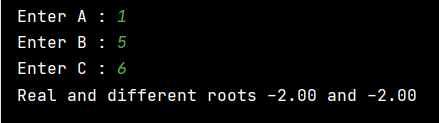 Enter A : 1
Enter B : 5
Enter C : 6
Real and different roots -2.00 and -2.00